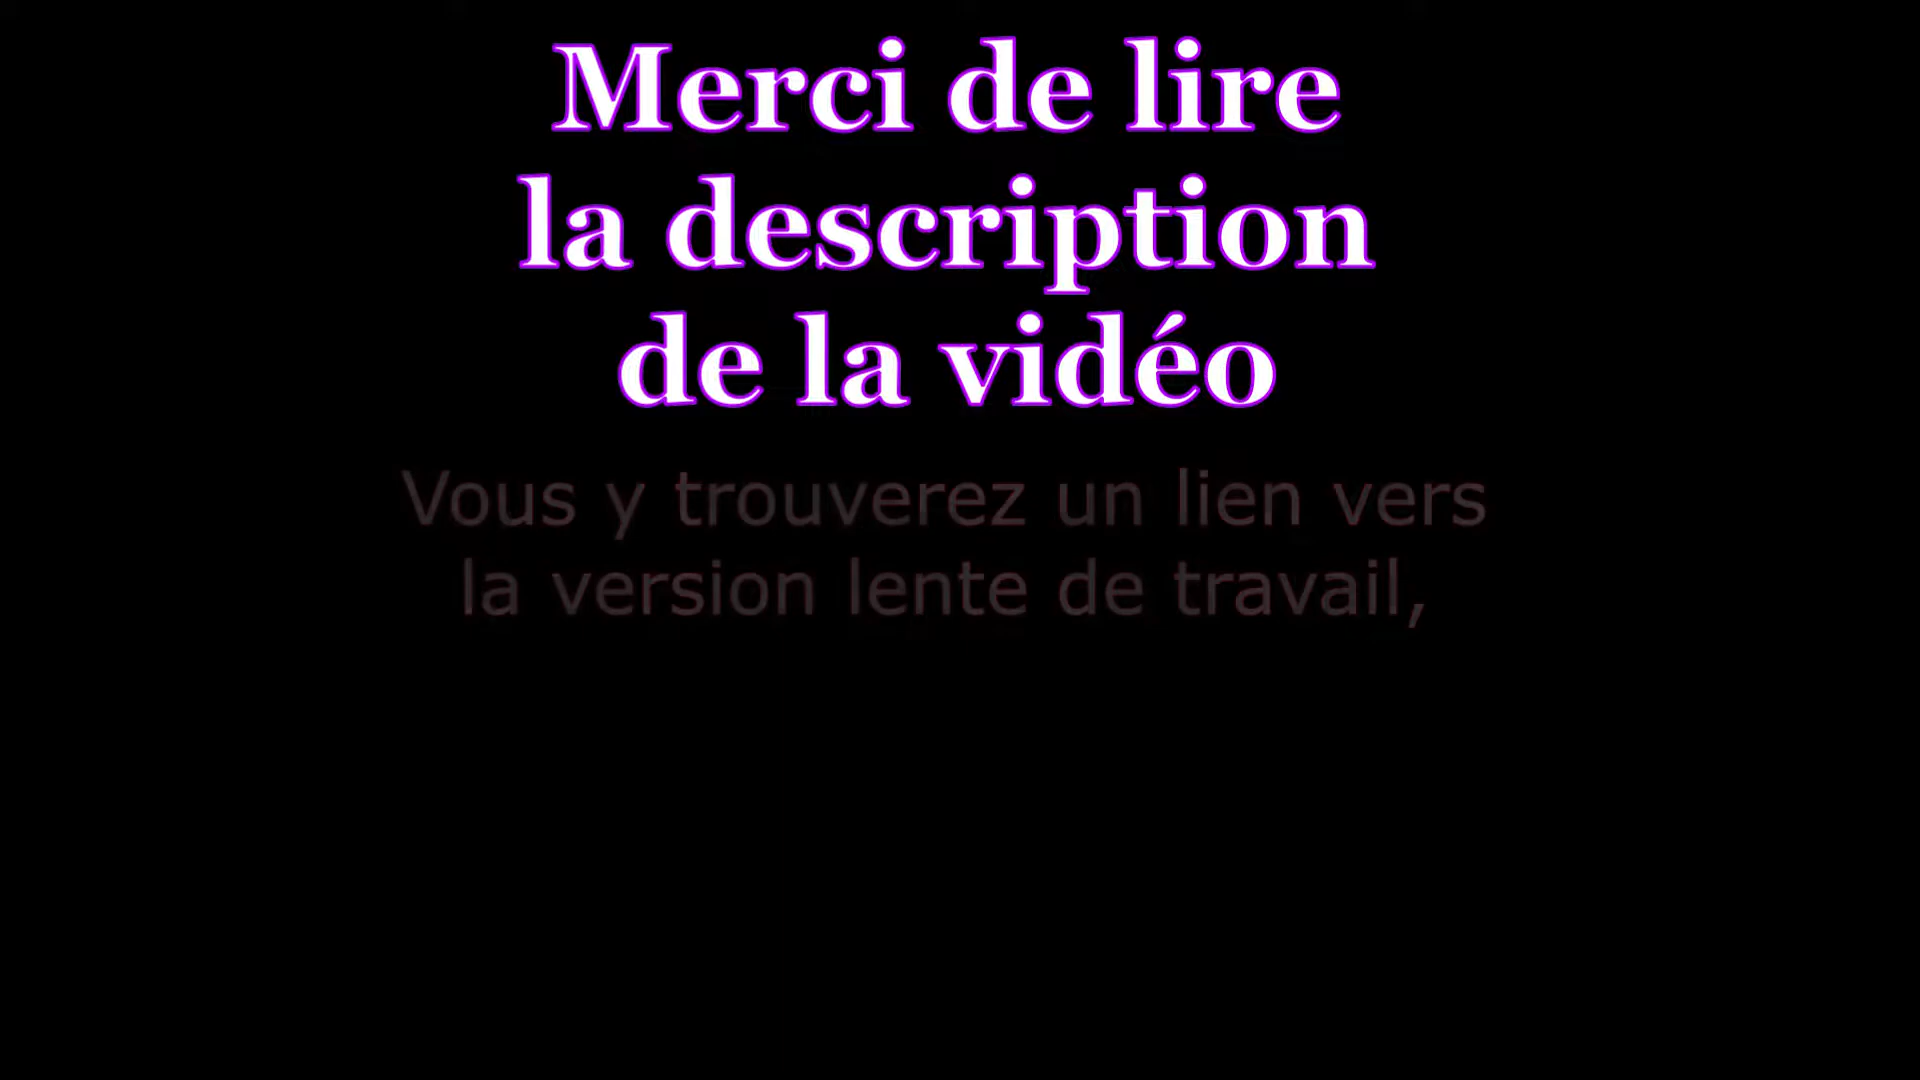 Merci de lire
la description
de la vidéo
Vous y trouverez un lien vers
la version lente de travail,